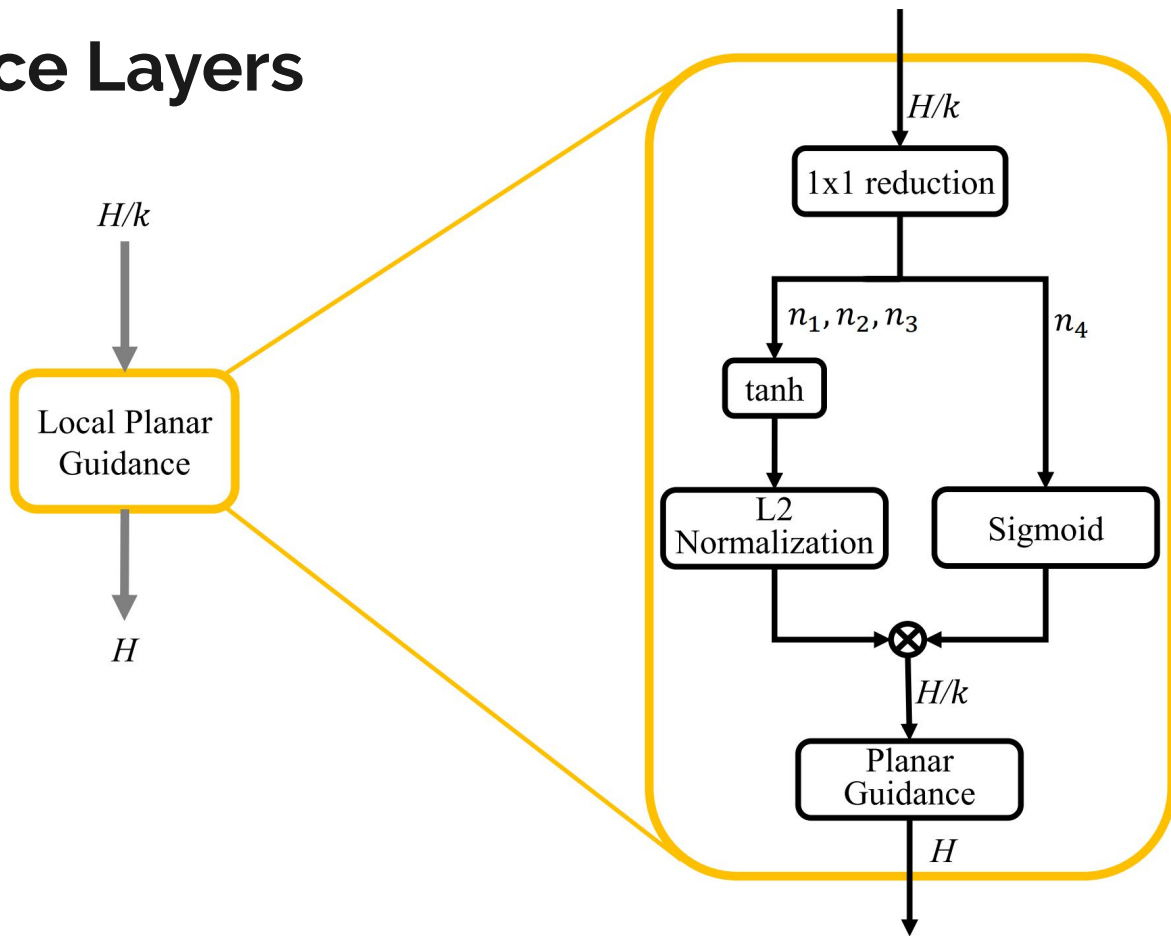 ce Layers
H/k
Local Planar
Guidance
H
H/k
1x1 reduction
n₁, n₂, n₃
n₄
tanh
L2
Normalization
Sigmoid
H/k
Planar
Guidance
H